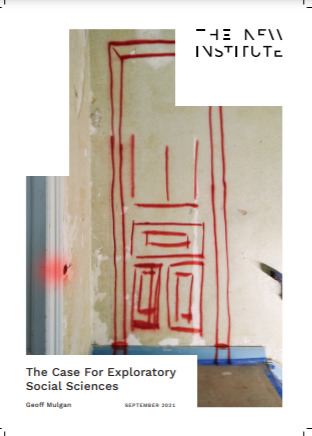 THE NEW
INSTITUTE
The Case For Exploratory
Social Sciences
Geoff Mulgan
SEPTEMBER 2021